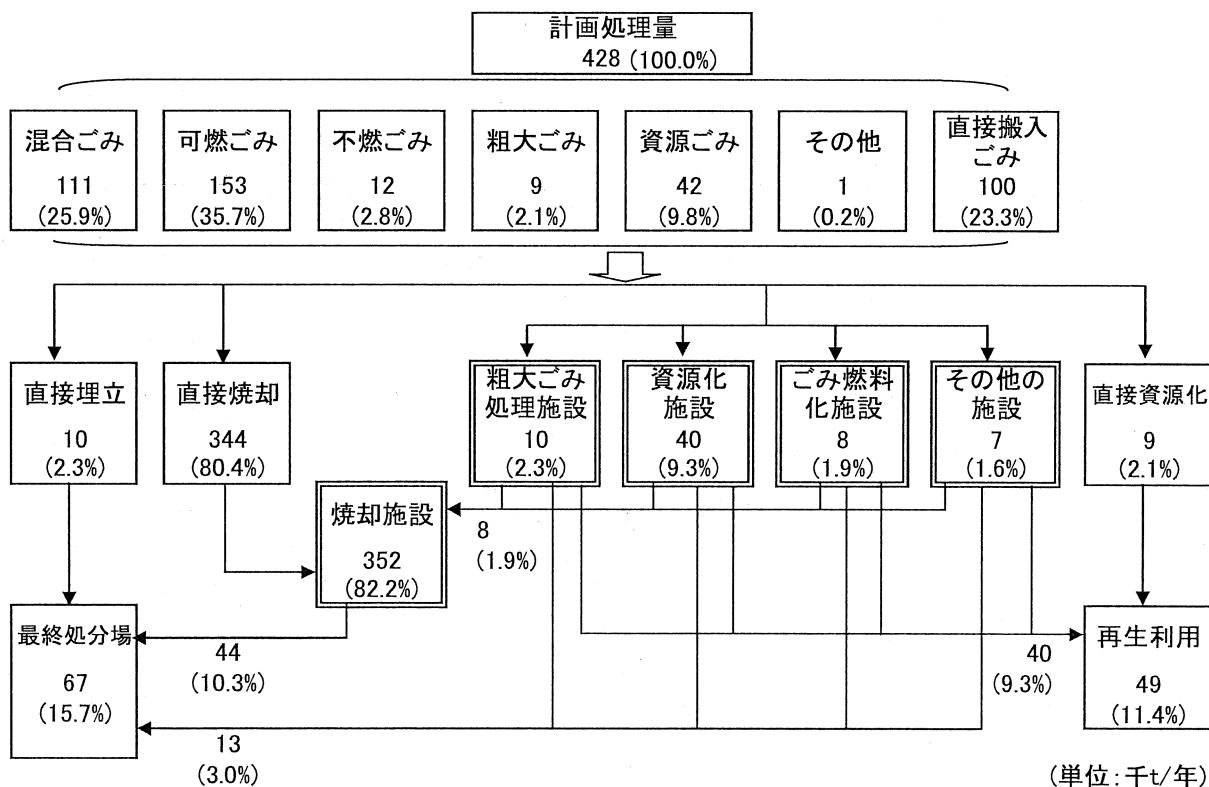 計画処理量
428 (100.0%)
混合ごみ
111
(25.9%)
可燃ごみ
153
(35.7%)
不燃ごみ
12
(2.8%)
粗大ごみ
9
(2.1%)
資源ごみ
42
(9.8%)
その他
1
(0.2%)
直接搬入
ごみ
100
(23.3%)
直接埋立
10
(2.3%)
直接焼却
344
(80.4%)
粗大ごみ
処理施設
10
(2.3%)
資源化
施設
40
(9.3%)
ごみ燃料
化施設
8
(1.9%)
その他の
施設
7
(1.6%)
直接資源化
9
(2.1%)
焼却施設
352
(82.2%)
8
(1.9%)
最終処分場
67
(15.7%)
44
(10.3%)
13
(3.0%)
40
(9.3%)
再生利用
49
(11.4%)
(単位:千t/年)